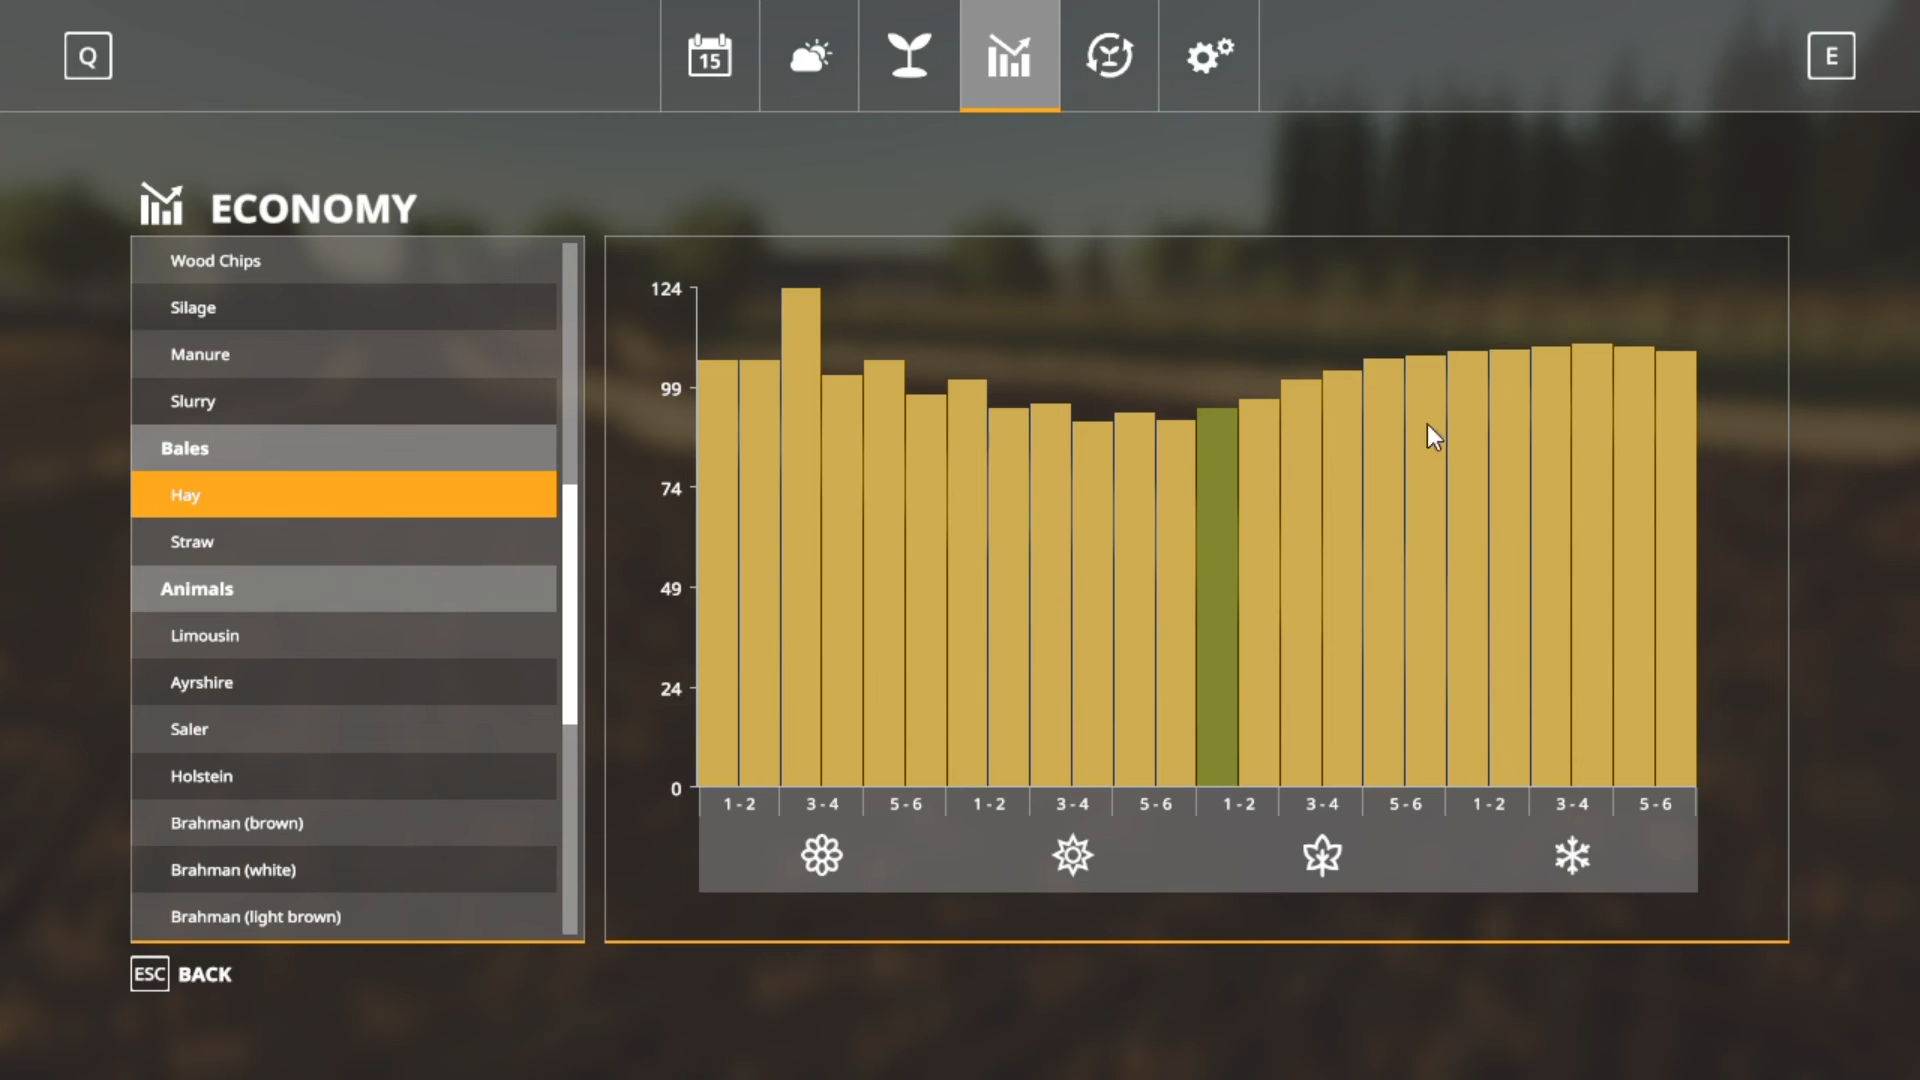 Q
15
E
ECONOMY
Wood Chips
Silage
Manure
Slurry
Bales
Hay
Straw
Animals
Limousin
Ayrshire
Saler
Holstein
Brahman (brown)
Brahman (white)
Brahman (light brown)
124
99
74
49
24
0
1 - 2 3 - 4 5 - 6 1 - 2 3 - 4 5 - 6 1 - 2 3 - 4 5 - 6 1 - 2 3 - 4 5 - 6
ESC BACK